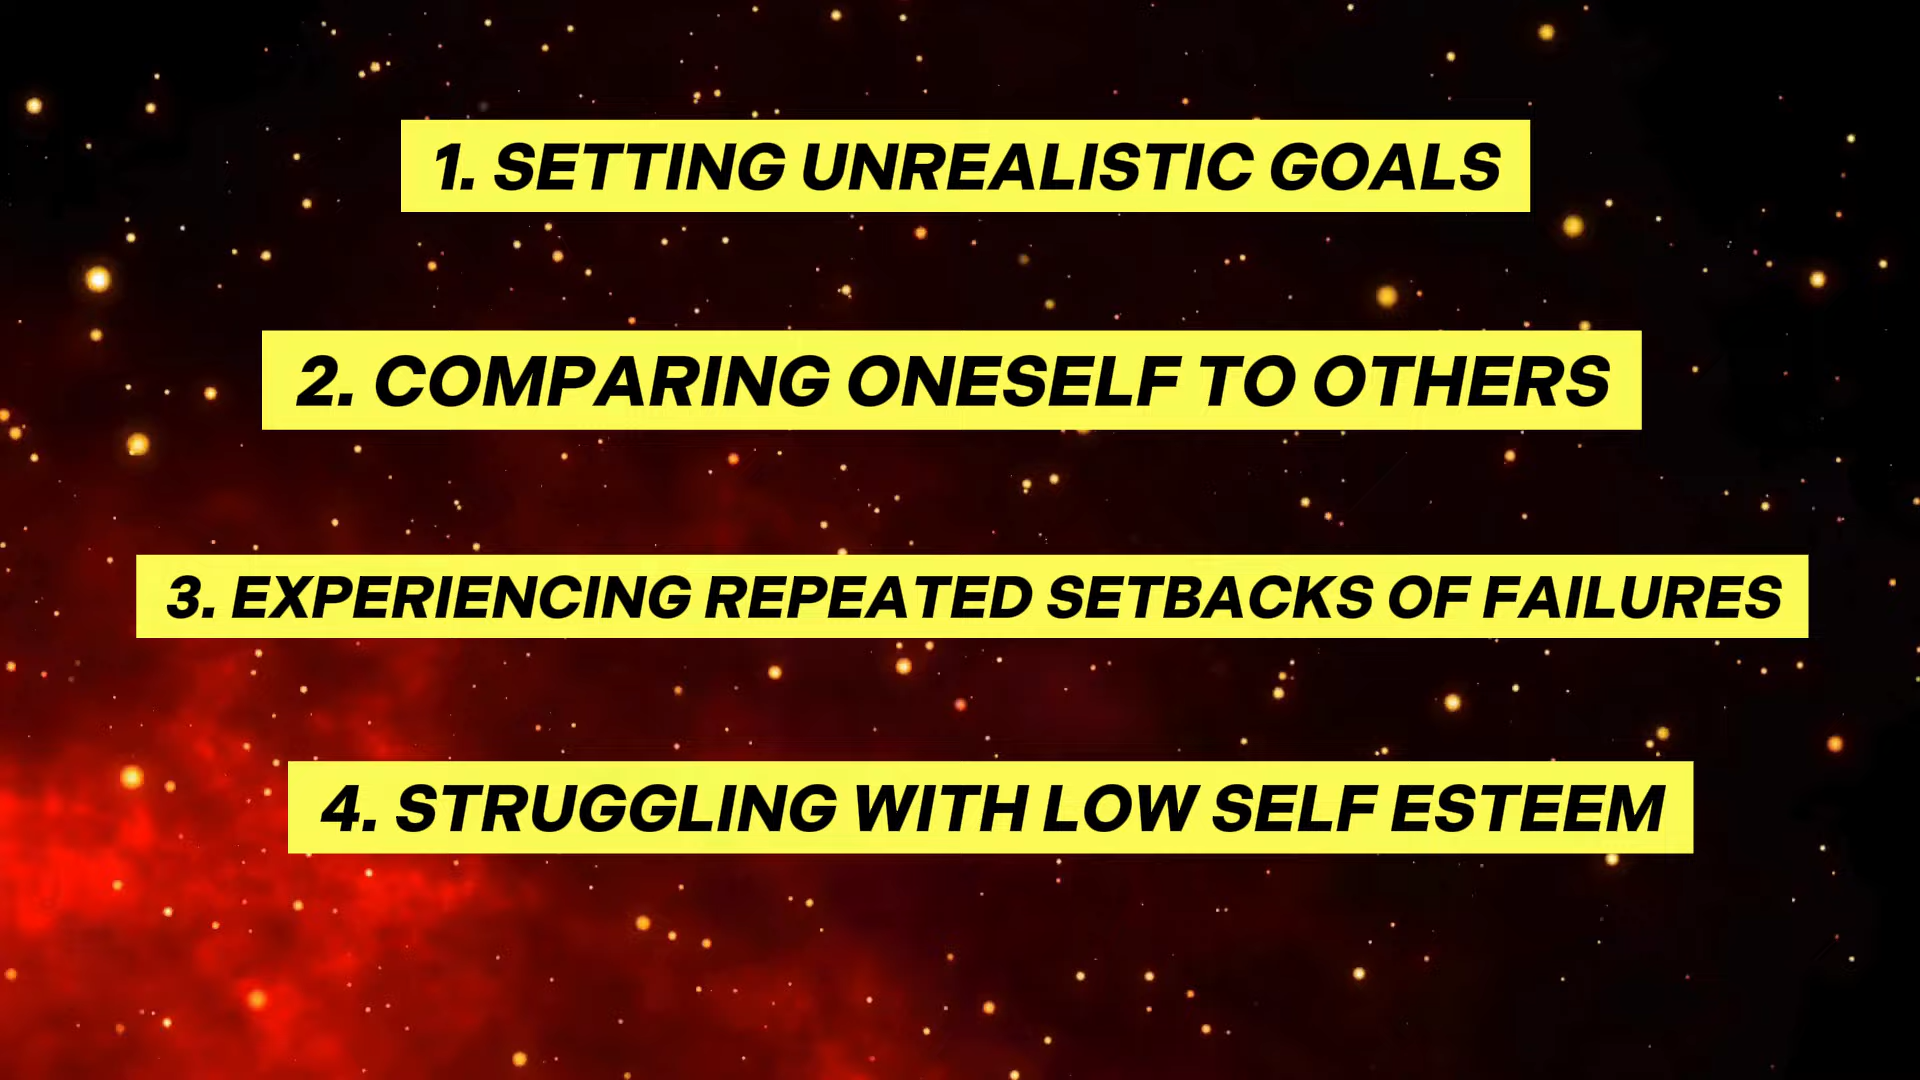 1. SETTING UNREALISTIC GOALS
2. COMPARING ONESELF TO OTHERS
3. EXPERIENCING REPEATED SETBACKS OF FAILURES
4. STRUGGLING WITH LOW SELF ESTEEM